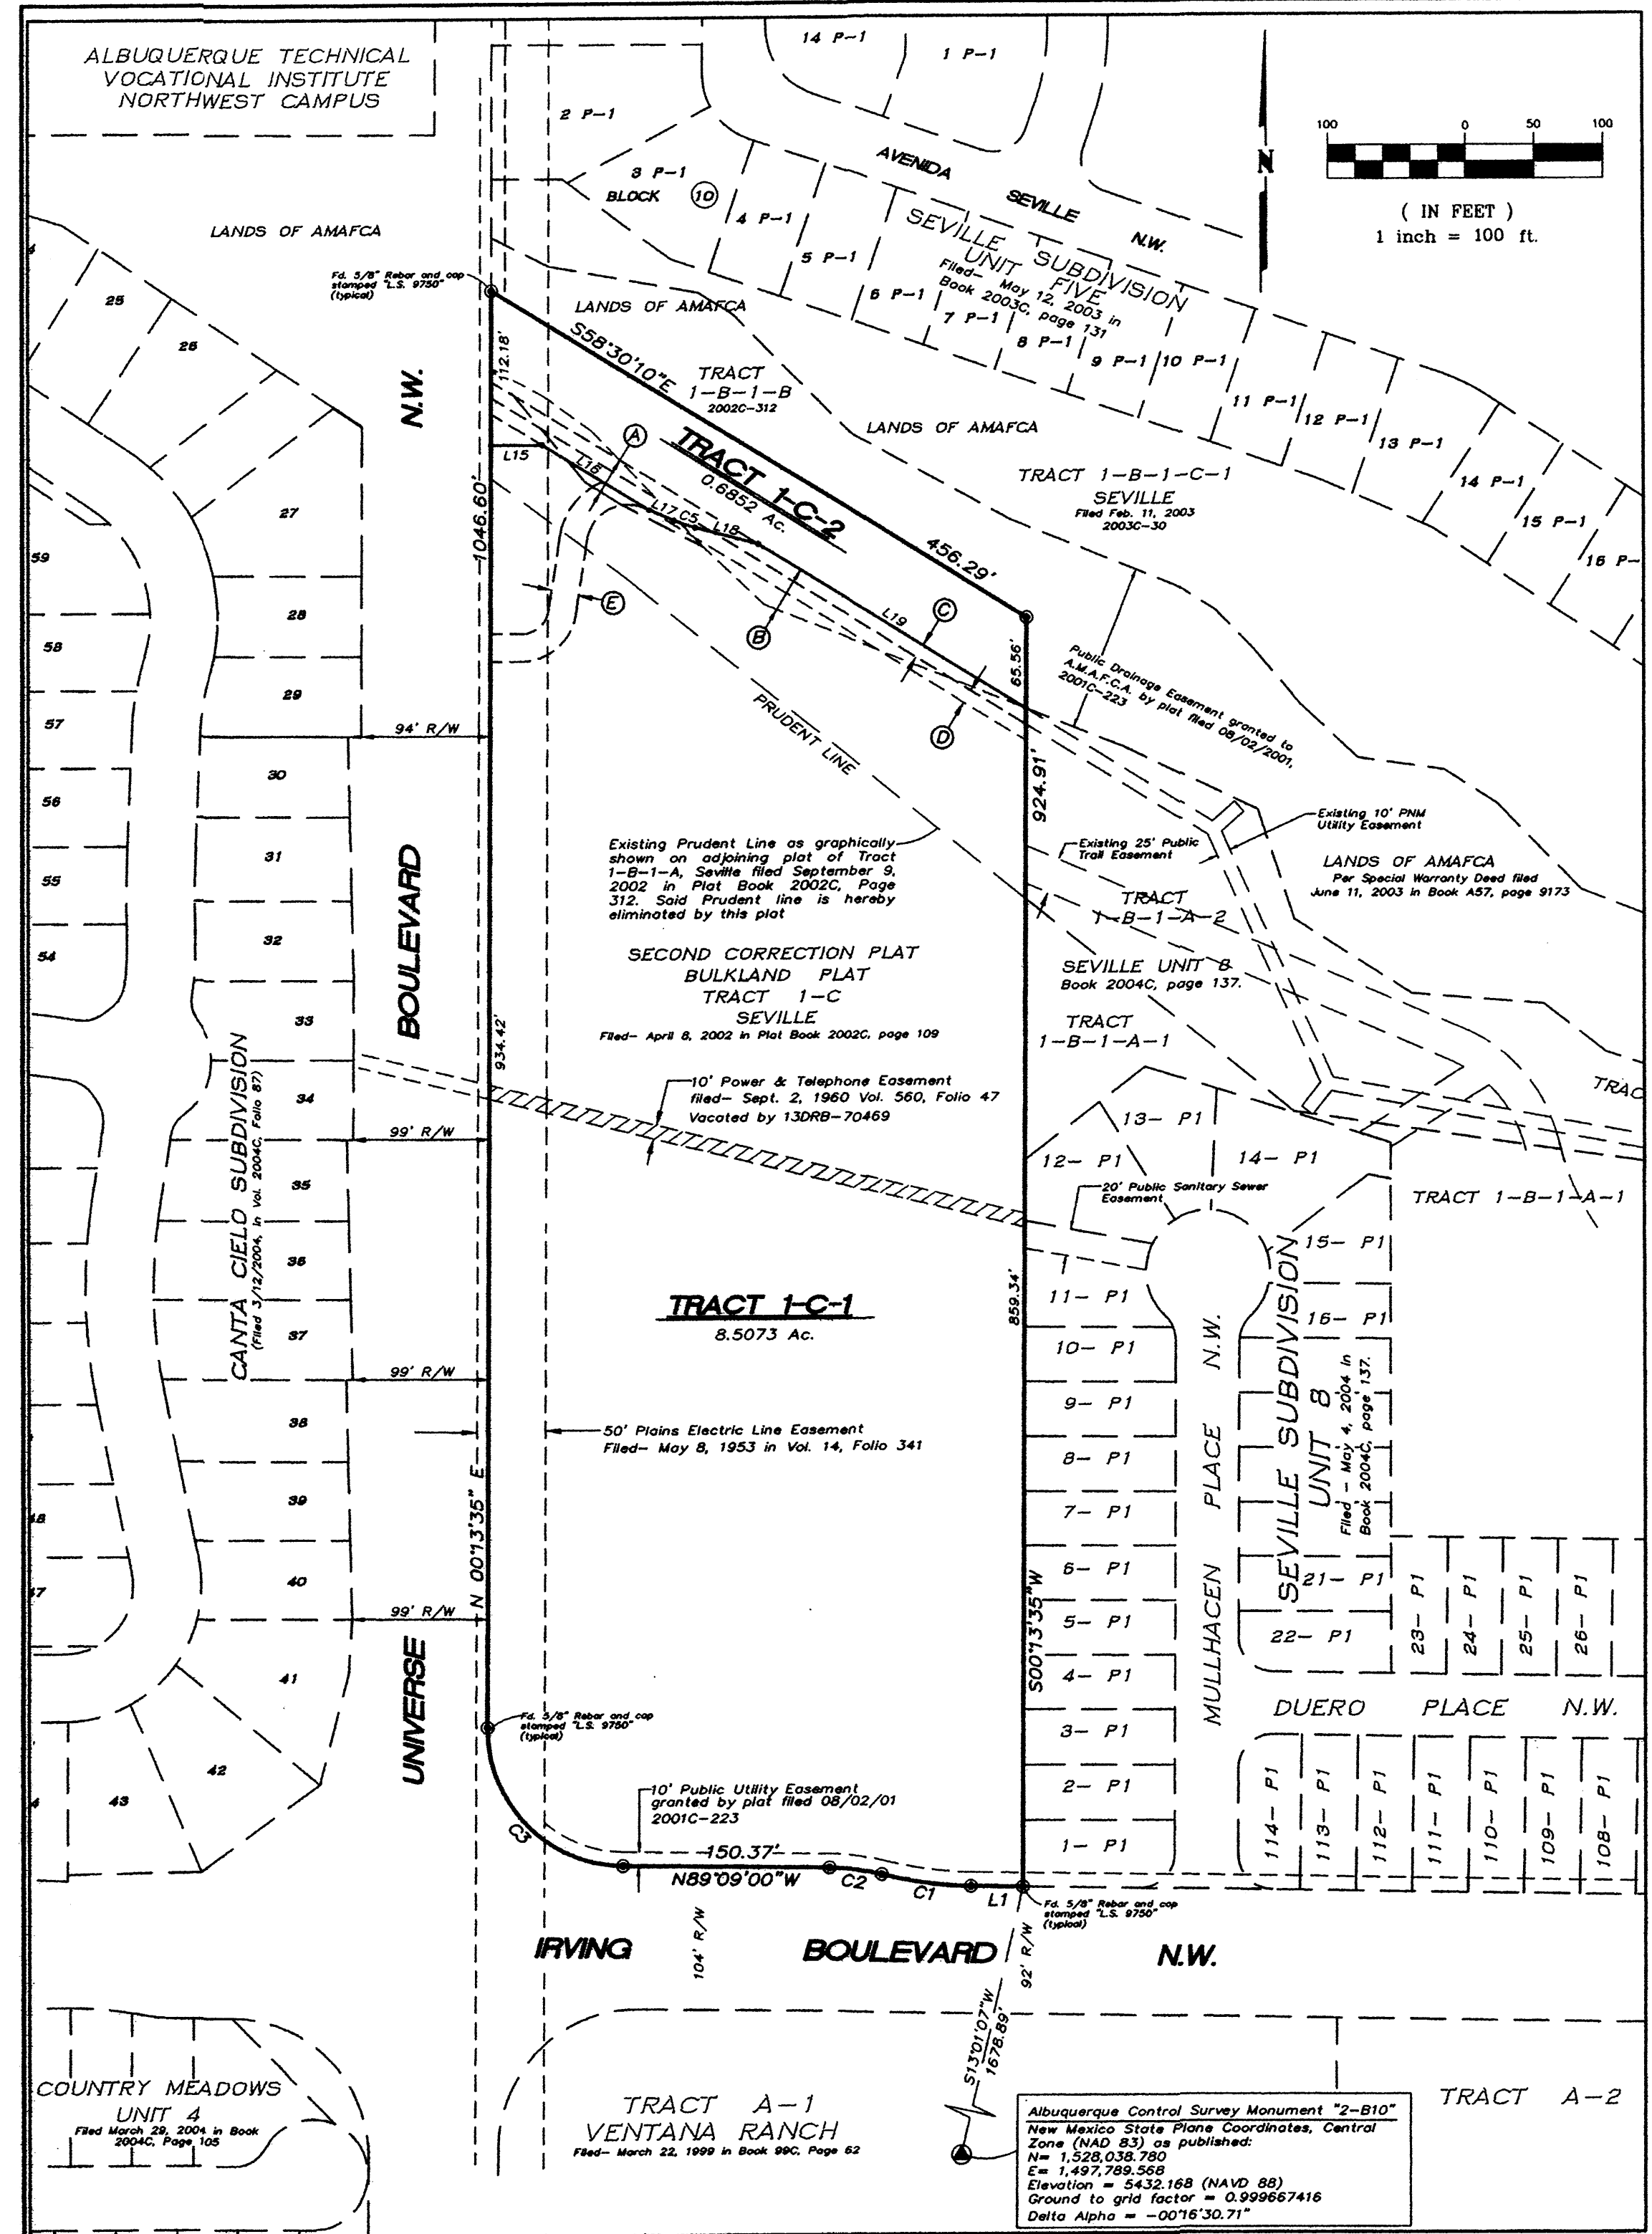 ALBUQUERQUE TECHNICAL
VOCATIONAL INSTITUTE
NORTHWEST CAMPUS
14 P-1
1 P-1
2 P-1
3 P-1
BLOCK 10
4 P-1
5 P-1
6 P-1
7 P-1
8 P-1
9 P-1
10 P-1
11 P-1
12 P-1
13 P-1
14 P-1
15 P-1
16 P-
AVENIDA SEVILLE N.W.
SEVILLE SUBDIVISION
UNIT FIVE
Filed- May 12, 2003 in
Book 2003C, page 131
N
100 0 50 100
( IN FEET )
1 inch = 100 ft.
LANDS OF AMAFCA
Fd. 5/8" Rebar and cap
stamped "L.S. 9750"
(typical)
LANDS OF AMAFCA
S58°30'10"E
456.29'
TRACT
1-B-1-B
2002C-312
LANDS OF AMAFCA
TRACT 1-B-1-C-1
SEVILLE
Filed Feb. 11, 2003
2003C-30
TRACT 1-C-2
0.6852 Ac.
112.18'
1046.60'
L15
L16
L17
C5
L18
L19
A
B
C
D
E
65.56'
924.91'
PRUDENT LINE
Public Drainage Easement granted to
A.M.A.F.C.A. by plat filed 08/02/2001,
2001C-223
25
26
27
28
29
30
31
32
33
34
35
36
37
38
39
40
41
42
43
59
58
57
56
55
54
48
47
4
4
94' R/W
99' R/W
99' R/W
99' R/W
UNIVERSE BOULEVARD N.W.
CANTA CIELO SUBDIVISION
(Filed 3/12/2004, in Vol. 2004C, Folio 87)
Existing Prudent Line as graphically
shown on adjoining plat of Tract
1-B-1-A, Seville filed September 9,
2002 in Plat Book 2002C, Page
312. Said Prudent line is hereby
eliminated by this plat
SECOND CORRECTION PLAT
BULKLAND PLAT
TRACT 1-C
SEVILLE
Filed- April 8, 2002 in Plat Book 2002C, page 109
934.42'
10' Power & Telephone Easement
filed- Sept. 2, 1960 Vol. 560, Folio 47
Vacated by 13DRB-70469
Existing 10' PNM
Utility Easement
Existing 25' Public
Trail Easement
LANDS OF AMAFCA
Per Special Warranty Deed filed
June 11, 2003 in Book A57, page 9173
TRACT
1-B-1-A-2
SEVILLE UNIT 8
Book 2004C, page 137.
TRACT
1-B-1-A-1
TRAC
13- P1
12- P1
14- P1
20' Public Sanitary Sewer
Easement
TRACT 1-B-1-A-1
15- P1
16- P1
11- P1
10- P1
9- P1
8- P1
7- P1
6- P1
5- P1
4- P1
3- P1
2- P1
1- P1
859.34'
S00°13'35"W
TRACT 1-C-1
8.5073 Ac.
50' Plains Electric Line Easement
Filed- May 8, 1953 in Vol. 14, Folio 341
N 00°13'35" E
MULLHACEN PLACE N.W.
SEVILLE SUBDIVISION
UNIT 8
Filed - May 4, 2004 in
Book 2004C, page 137.
21- P1
22- P1
23- P1
24- P1
25- P1
26- P1
DUERO PLACE N.W.
114- P1
113- P1
112- P1
111- P1
110- P1
109- P1
108- P1
Fd. 5/8" Rebar and cap
stamped "L.S. 9750"
(typical)
10' Public Utility Easement
granted by plat filed 08/02/01
2001C-223
C3
150.37'
N89°09'00"W
C2
C1
L1
Fd. 5/8" Rebar and cap
stamped "L.S. 9750"
(typical)
104' R/W
92' R/W
IRVING BOULEVARD N.W.
S13°01'07"W
1678.89'
COUNTRY MEADOWS
UNIT 4
Filed March 29, 2004 in Book
2004C, Page 105
TRACT A-1
VENTANA RANCH
Filed- March 22, 1999 in Book 99C, Page 62
TRACT A-2
Albuquerque Control Survey Monument "2-B10"
New Mexico State Plane Coordinates, Central
Zone (NAD 83) as published:
N= 1,528,038.780
E= 1,497,789.568
Elevation = 5432.168 (NAVD 88)
Ground to grid factor = 0.999667416
Delta Alpha = -00°16'30.71"